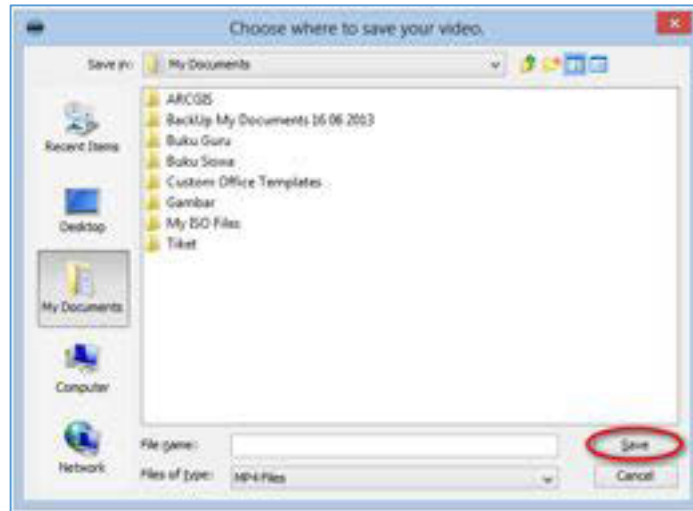 Choose where to save your video.
Save in: My Documents
ARCGIS
BackUp My Documents 16 06 2013
Buku Guru
Buku Siswa
Custom Office Templates
Gambar
My ISO Files
Tiket
Recent Items
Desktop
My Documents
Computer
Network
File name: Save
Files of type: MP4 Files Cancel